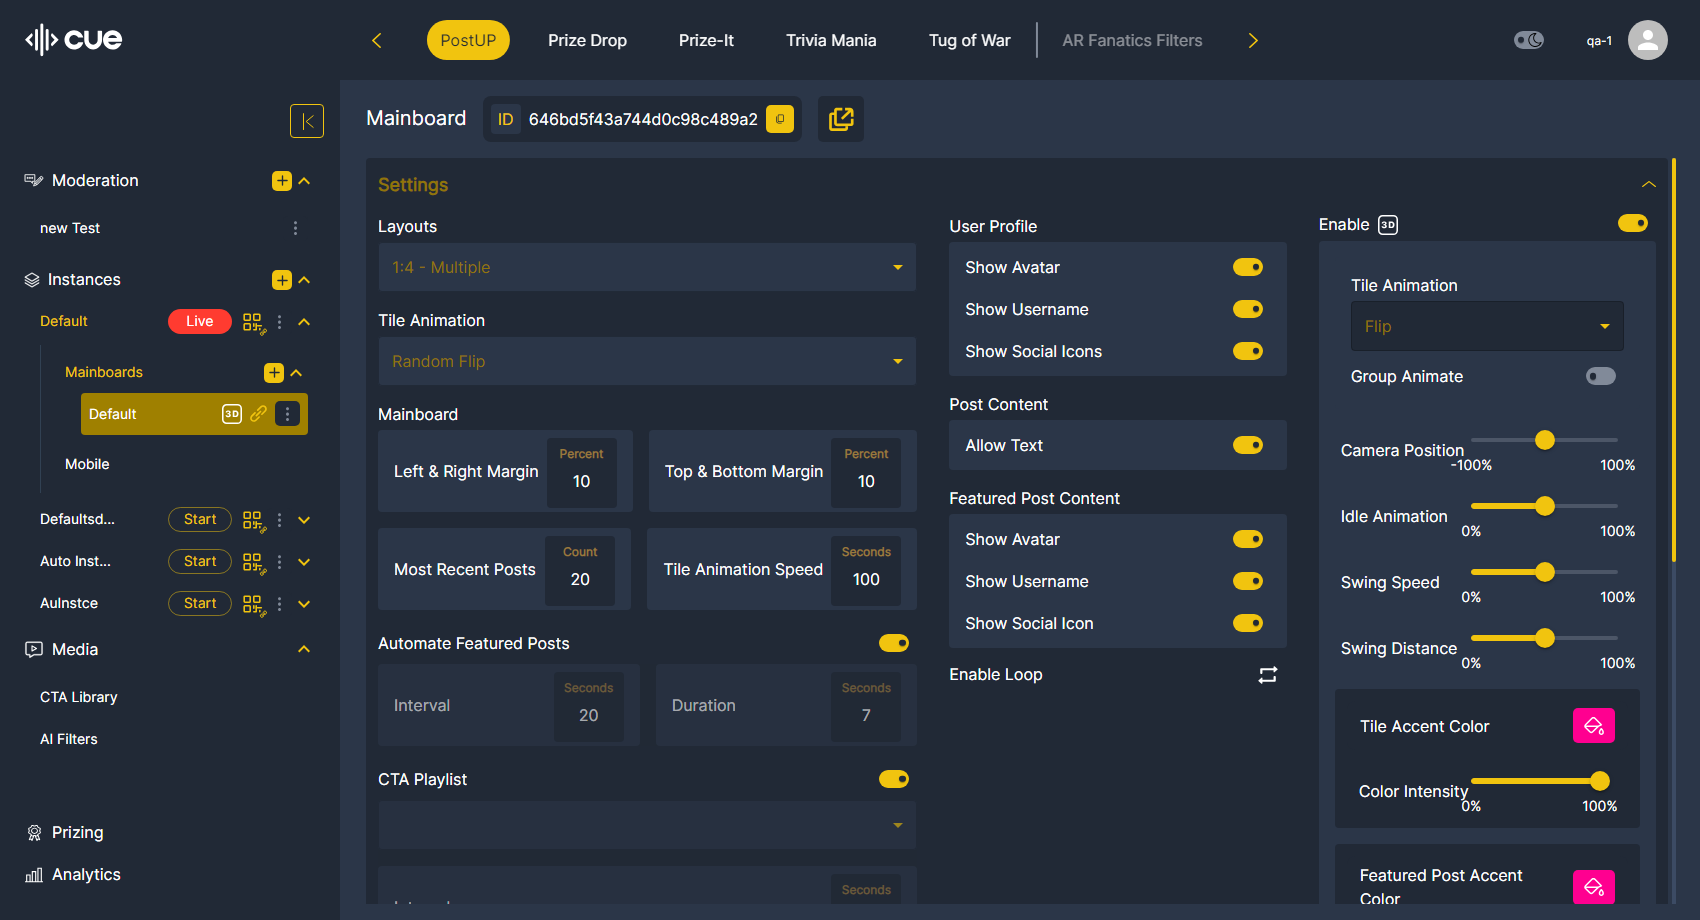 cue
PostUP
Prize Drop
Prize-It
Trivia Mania
Tug of War
AR Fanatics Filters
qa-1
Moderation
new Test
Instances
Default
Live
Mainboards
Default
3D
Mobile
Defaultsd...
Start
Auto Inst...
Start
AuInstce
Start
Media
CTA Library
AI Filters
Prizing
Analytics
Mainboard
ID
646bd5f43a744d0c98c489a2
Settings
Layouts
1:4 - Multiple
Tile Animation
Random Flip
Mainboard
Left & Right Margin
Percent
10
Top & Bottom Margin
Percent
10
Most Recent Posts
Count
20
Tile Animation Speed
Seconds
100
Automate Featured Posts
Interval
Seconds
20
Duration
Seconds
7
CTA Playlist
Seconds
User Profile
Show Avatar
Show Username
Show Social Icons
Post Content
Allow Text
Featured Post Content
Show Avatar
Show Username
Show Social Icon
Enable Loop
Enable
3D
Tile Animation
Flip
Group Animate
Camera Position
-100%
100%
Idle Animation
0%
100%
Swing Speed
0%
100%
Swing Distance
0%
100%
Tile Accent Color
Color Intensity
0%
100%
Featured Post Accent
Color